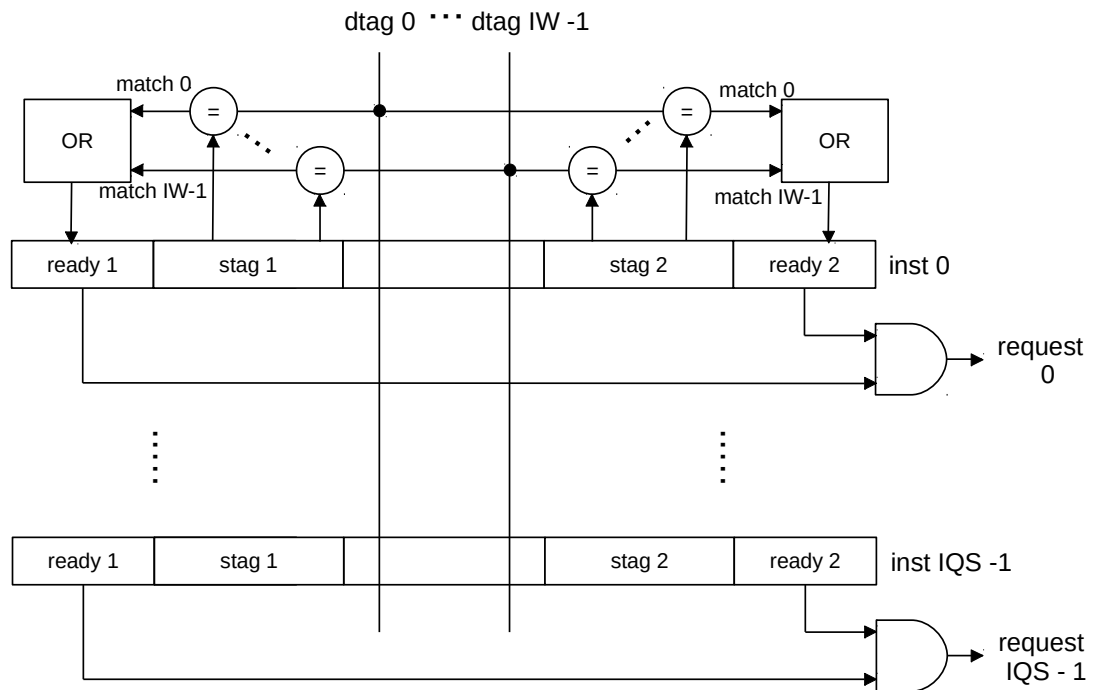 dtag 0 ··· dtag IW -1
match 0
match 0
=
=
OR
OR
=
=
match IW-1
match IW-1
ready 1
stag 1
stag 2
ready 2
inst 0
request
0
ready 1
stag 1
stag 2
ready 2
inst IQS -1
request
IQS - 1